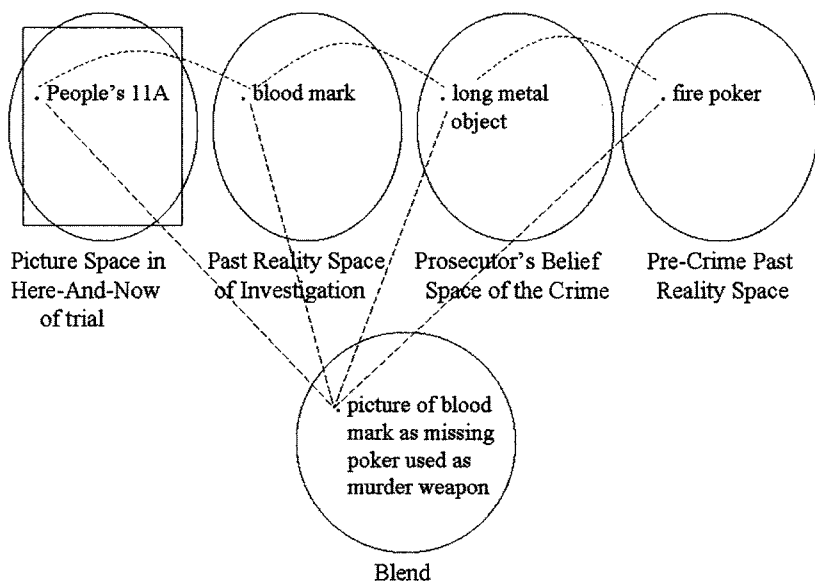 People's 11A
blood mark
long metal
object
fire poker
Picture Space in
Here-And-Now
of trial
Past Reality Space
of Investigation
Prosecutor's Belief
Space of the Crime
Pre-Crime Past
Reality Space
picture of blood
mark as missing
poker used as
murder weapon
Blend